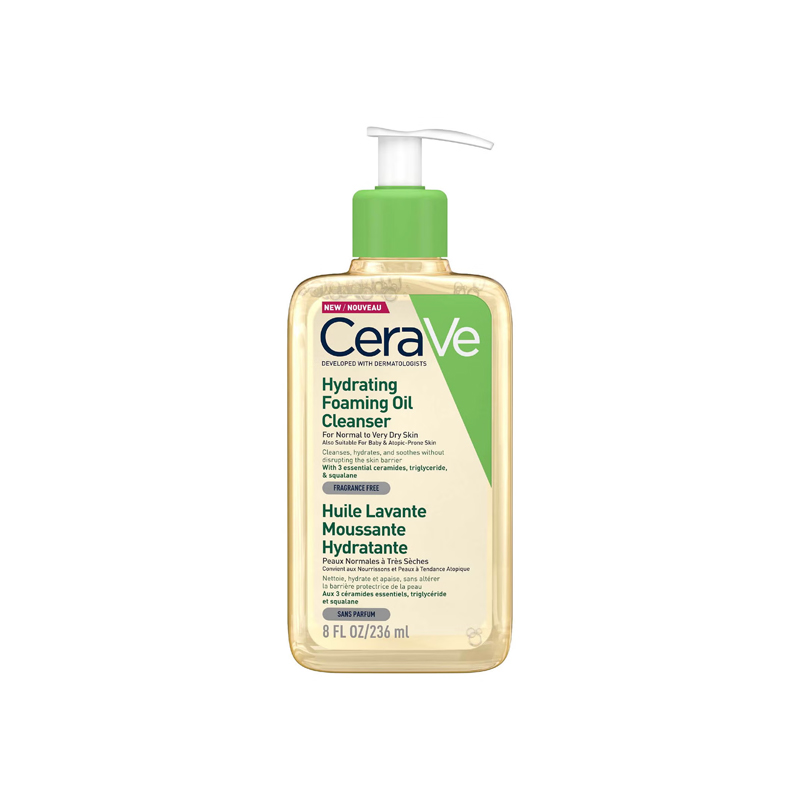 NEW / NOUVEAU
CeraVe
DEVELOPED WITH DERMATOLOGISTS
Hydrating
Foaming Oil
Cleanser
For Normal to Very Dry Skin
Also Suitable For Baby & Atopic-Prone Skin
Cleanses, hydrates, and soothes without
disrupting the skin barrier
With 3 essential ceramides, triglyceride,
& squalane
FRAGRANCE FREE
Huile Lavante
Moussante
Hydratante
Peaux Normales à Très Sèches
Convient aux Nourrissons et Peaux à Tendance Atopique
Nettoie, hydrate et apaise, sans altérer
la barrière protectrice de la peau
Aux 3 céramides essentiels, triglycéride
et squalane
SANS PARFUM
8 FL OZ/236 ml